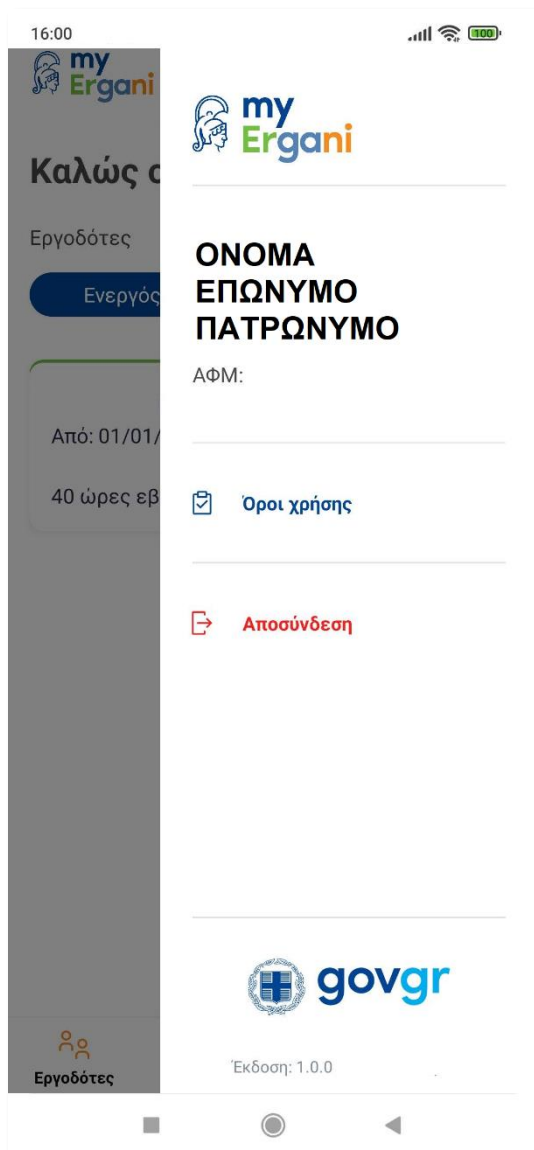 16:00
100
my
Ergani
Καλώς
Εργοδότες
Ενεργός
Από: 01/01/
40 ώρες εβ
Εργοδότες
my
Ergani
ΟΝΟΜΑ
ΕΠΩΝΥΜΟ
ΠΑΤΡΩΝΥΜΟ
ΑΦΜ:
Όροι χρήσης
Αποσύνδεση
govgr
Έκδοση: 1.0.0